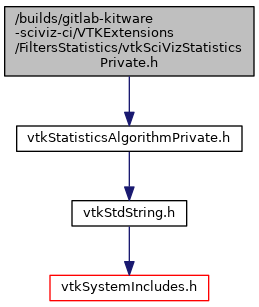 /builds/gitlab-kitware
-sciviz-ci/VTKExtensions
/FiltersStatistics/vtkSciVizStatistics
Private.h
vtkStatisticsAlgorithmPrivate.h
vtkStdString.h
vtkSystemIncludes.h